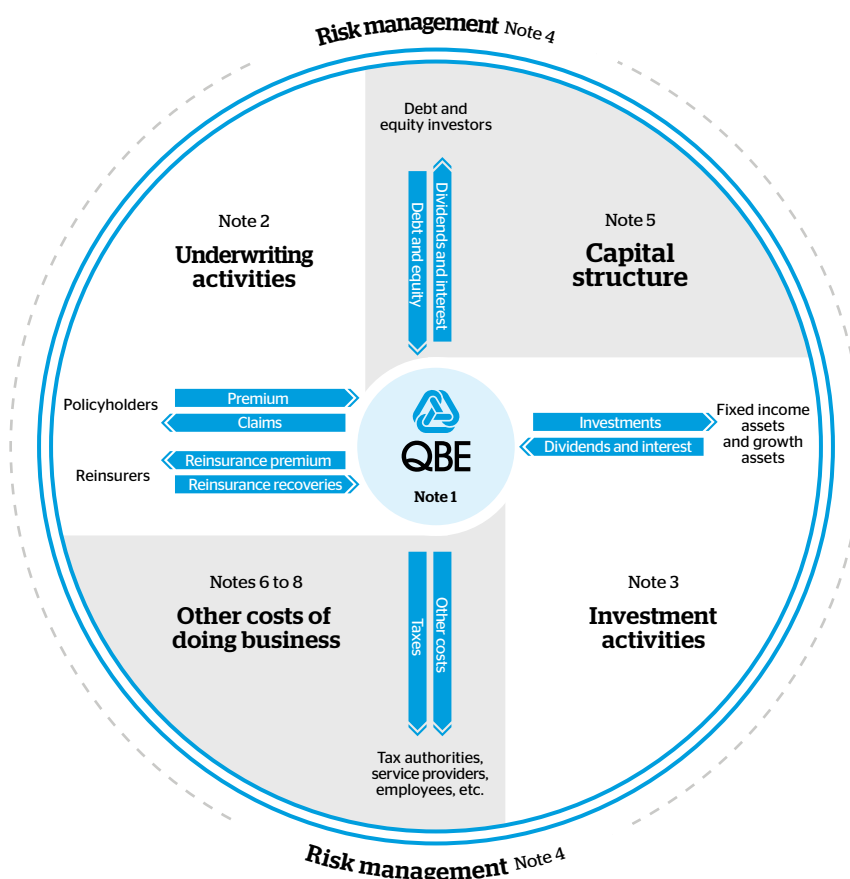 Risk management Note 4
Debt and
equity investors
Debt and equity
Dividends and interest
Note 2
Underwriting
activities
Note 5
Capital
structure
Policyholders
Premium
Claims
Reinsurers
Reinsurance premium
Reinsurance recoveries
QBE
Note 1
Investments
Dividends and interest
Fixed income
assets
and growth
assets
Notes 6 to 8
Other costs of
doing business
Taxes
Other costs
Tax authorities,
service providers,
employees, etc.
Note 3
Investment
activities
Risk management Note 4